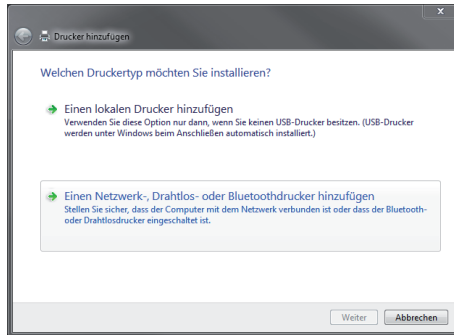 Drucker hinzufügen
Welchen Druckertyp möchten Sie installieren?
Einen lokalen Drucker hinzufügen
Verwenden Sie diese Option nur dann, wenn Sie keinen USB-Drucker besitzen. (USB-Drucker
werden unter Windows beim Anschließen automatisch installiert.)
Einen Netzwerk-, Drahtlos- oder Bluetoothdrucker hinzufügen
Stellen Sie sicher, dass der Computer mit dem Netzwerk verbunden ist oder dass der Bluetooth-
oder Drahtlosdrucker eingeschaltet ist.
Weiter Abbrechen